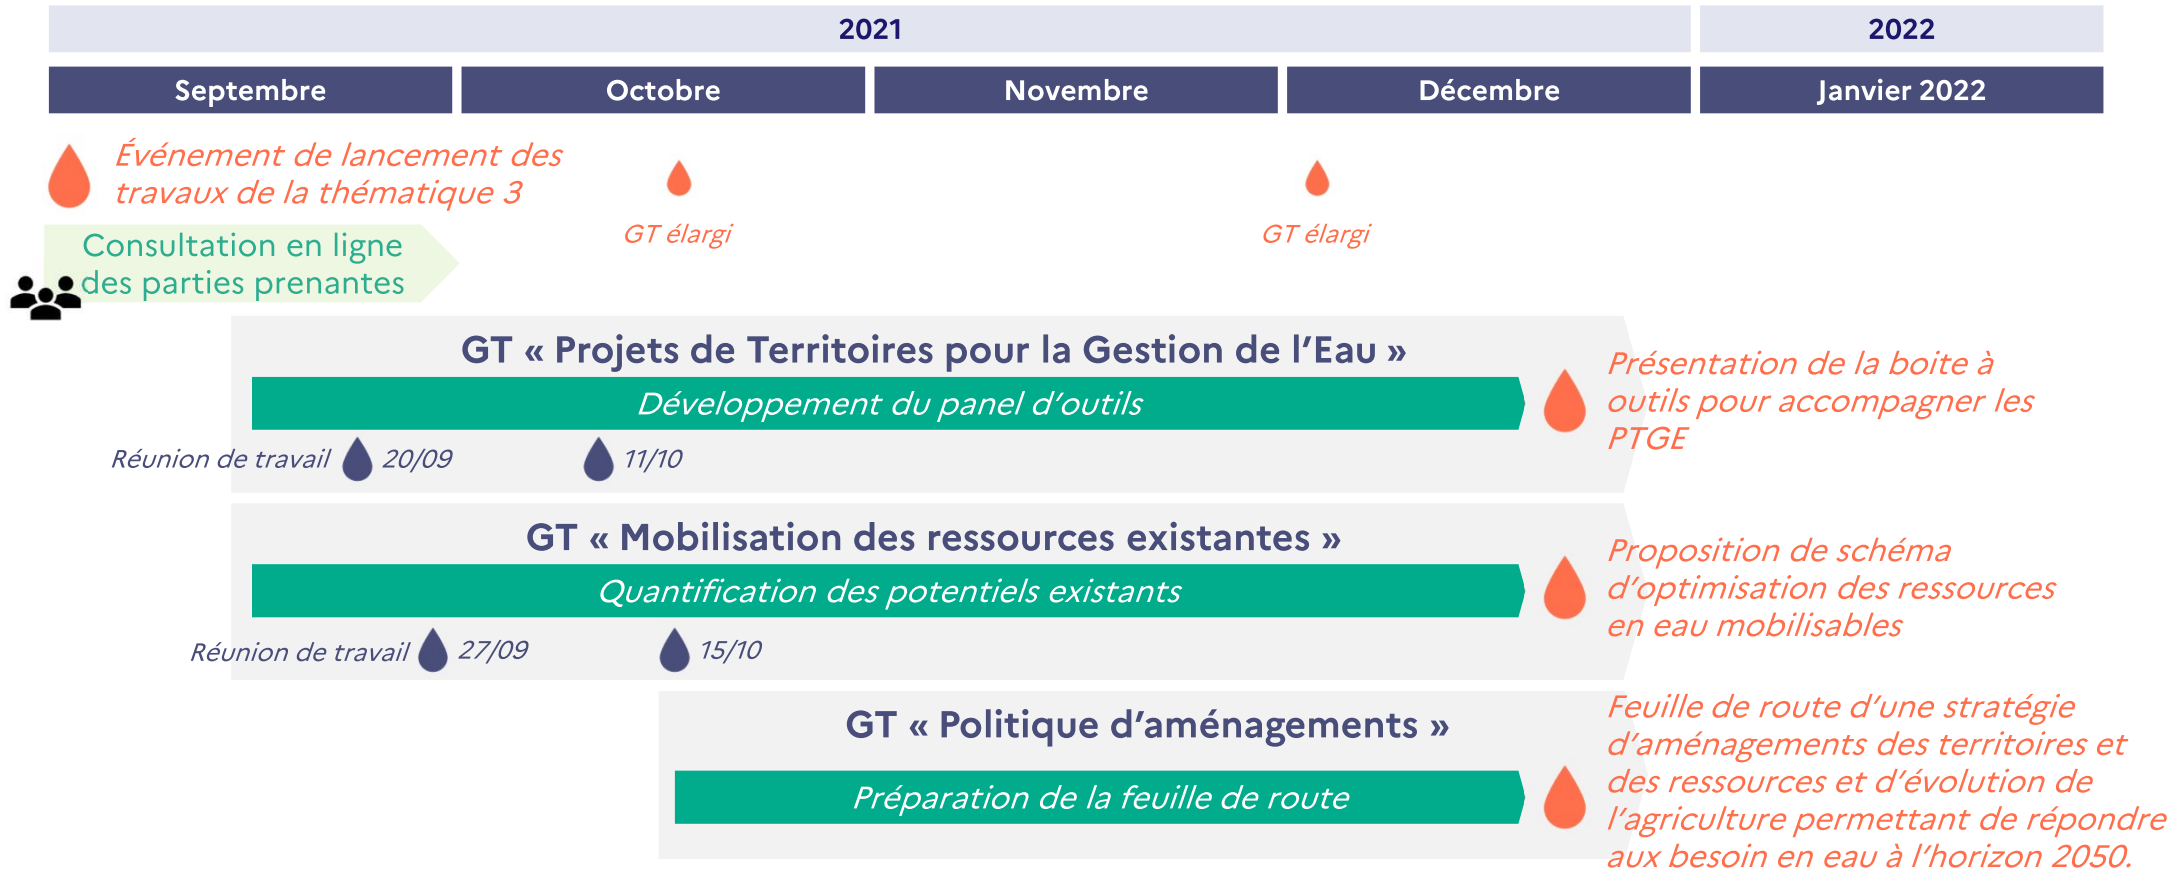 2021
2022
Septembre
Octobre
Novembre
Décembre
Janvier 2022
Événement de lancement des
travaux de la thématique 3
GT élargi
GT élargi
Consultation en ligne
des parties prenantes
GT « Projets de Territoires pour la Gestion de l’Eau »
Développement du panel d’outils
Réunion de travail
20/09
11/10
Présentation de la boite à
outils pour accompagner les
PTGE
GT « Mobilisation des ressources existantes »
Quantification des potentiels existants
Réunion de travail
27/09
15/10
Proposition de schéma
d’optimisation des ressources
en eau mobilisables
GT « Politique d’aménagements »
Préparation de la feuille de route
Feuille de route d’une stratégie
d’aménagements des territoires et
des ressources et d’évolution de
l’agriculture permettant de répondre
aux besoin en eau à l’horizon 2050.